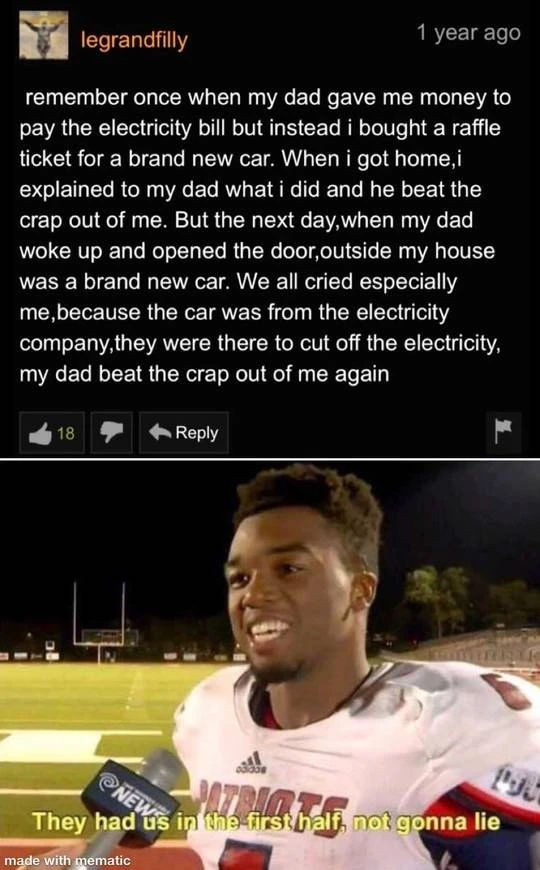 legrandfilly
1 year ago
remember once when my dad gave me money to
pay the electricity bill but instead i bought a raffle
ticket for a brand new car. When i got home,i
explained to my dad what i did and he beat the
crap out of me. But the next day,when my dad
woke up and opened the door,outside my house
was a brand new car. We all cried especially
me,because the car was from the electricity
company,they were there to cut off the electricity,
my dad beat the crap out of me again
18
Reply
adidas
PATRIOTS
NEWS
They had us in the first half, not gonna lie
made with mematic